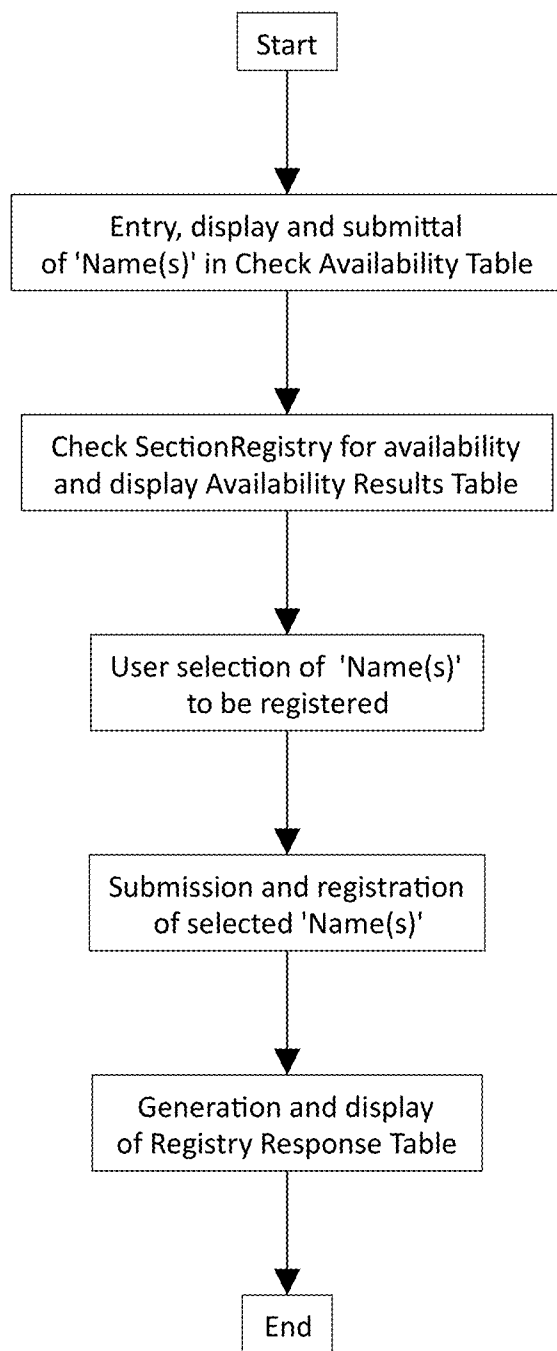 Start
Entry, display and submittal
of 'Name(s)' in Check Availability Table
Check SectionRegistry for availability
and display Availability Results Table
User selection of 'Name(s)'
to be registered
Submission and registration
of selected 'Name(s)'
Generation and display
of Registry Response Table
End